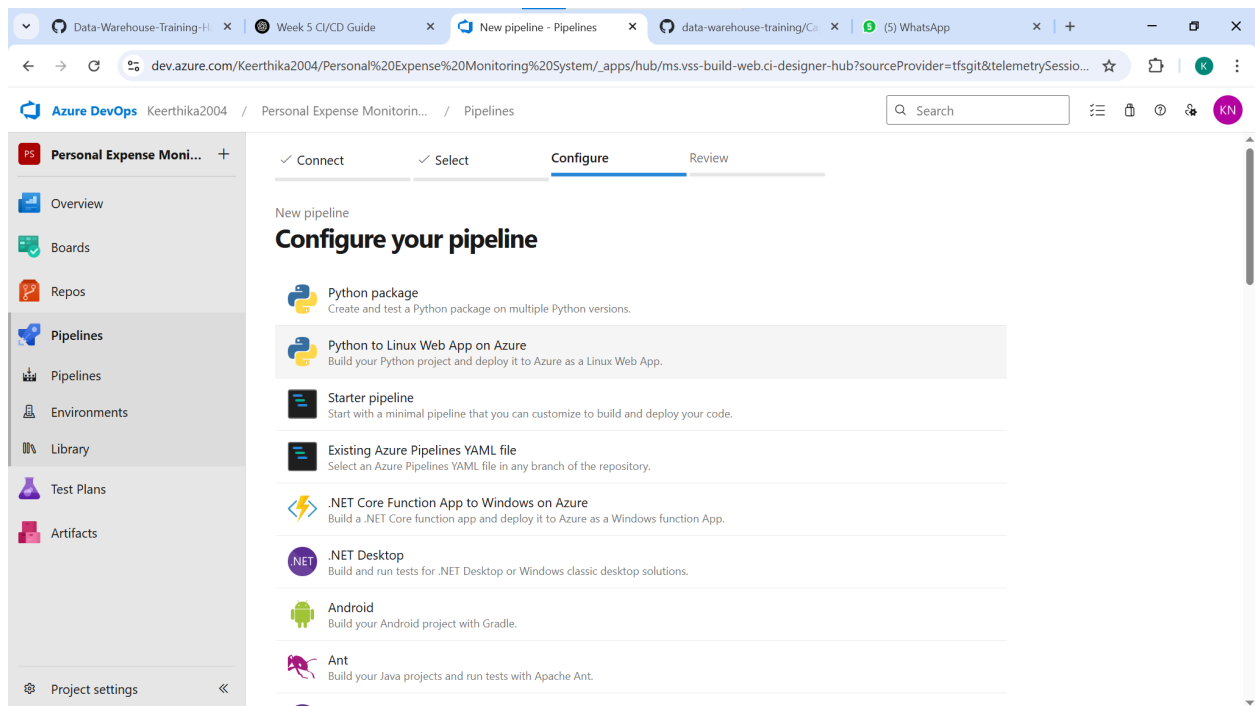 Data-Warehouse-Training-H
Week 5 CI/CD Guide
New pipeline - Pipelines
data-warehouse-training/Ca
5
(5) WhatsApp
dev.azure.com/Keerthika2004/Personal%20Expense%20Monitoring%20System/_apps/hub/ms.vss-build-web.ci-designer-hub?sourceProvider=tfsgit&telemetrySessio...
K
Azure DevOps Keerthika2004 / Personal Expense Monitorin... / Pipelines
Search
KN
PS Personal Expense Moni... +
Overview
Boards
Repos
Pipelines
Pipelines
Environments
Library
Test Plans
Artifacts
Project settings
Connect
Select
Configure
Review
New pipeline
Configure your pipeline
Python package
Create and test a Python package on multiple Python versions.
Python to Linux Web App on Azure
Build your Python project and deploy it to Azure as a Linux Web App.
Starter pipeline
Start with a minimal pipeline that you can customize to build and deploy your code.
Existing Azure Pipelines YAML file
Select an Azure Pipelines YAML file in any branch of the repository.
.NET Core Function App to Windows on Azure
Build a .NET Core function app and deploy it to Azure as a Windows function App.
.NET
.NET Desktop
Build and run tests for .NET Desktop or Windows classic desktop solutions.
Android
Build your Android project with Gradle.
Ant
Build your Java projects and run tests with Apache Ant.